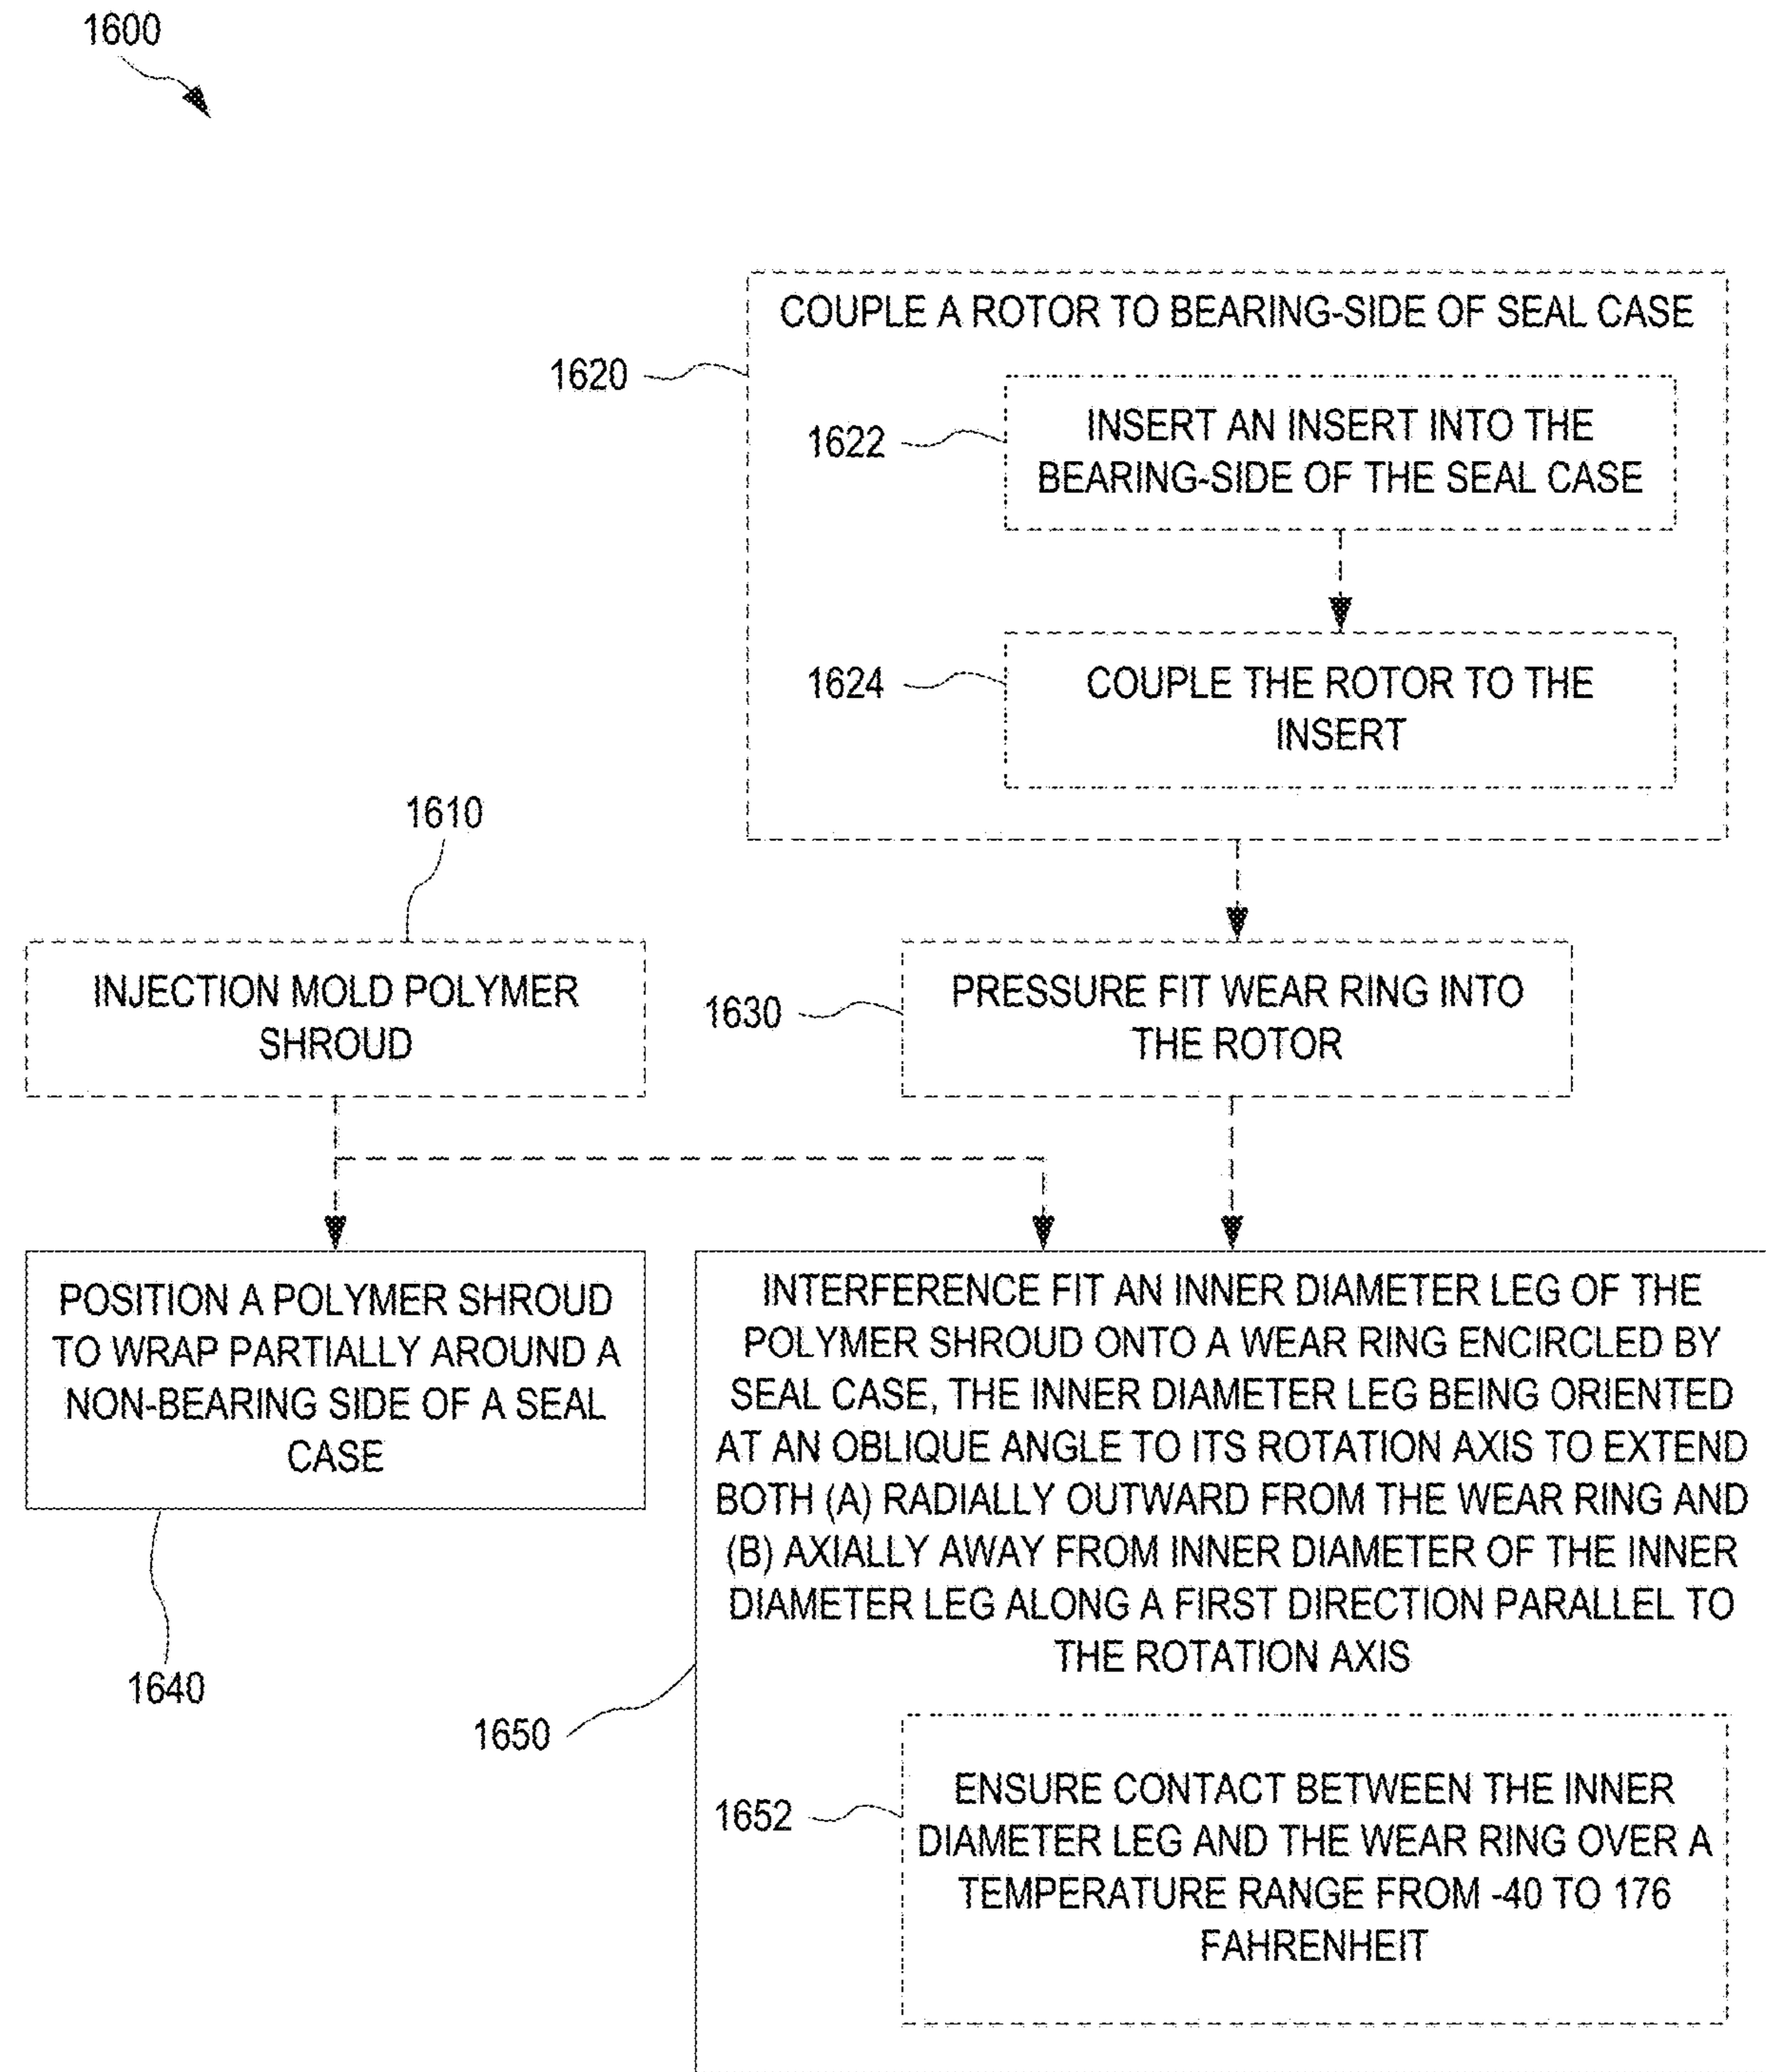 1600
COUPLE A ROTOR TO BEARING-SIDE OF SEAL CASE
1620
INSERT AN INSERT INTO THE
BEARING-SIDE OF THE SEAL CASE
1622
COUPLE THE ROTOR TO THE
INSERT
1624
1610
INJECTION MOLD POLYMER
SHROUD
PRESSURE FIT WEAR RING INTO
THE ROTOR
1630
POSITION A POLYMER SHROUD
TO WRAP PARTIALLY AROUND A
NON-BEARING SIDE OF A SEAL
CASE
1640
INTERFERENCE FIT AN INNER DIAMETER LEG OF THE
POLYMER SHROUD ONTO A WEAR RING ENCIRCLED BY
SEAL CASE, THE INNER DIAMETER LEG BEING ORIENTED
AT AN OBLIQUE ANGLE TO ITS ROTATION AXIS TO EXTEND
BOTH (A) RADIALLY OUTWARD FROM THE WEAR RING AND
(B) AXIALLY AWAY FROM INNER DIAMETER OF THE INNER
DIAMETER LEG ALONG A FIRST DIRECTION PARALLEL TO
THE ROTATION AXIS
1650
ENSURE CONTACT BETWEEN THE INNER
DIAMETER LEG AND THE WEAR RING OVER A
TEMPERATURE RANGE FROM -40 TO 176
FAHRENHEIT
1652